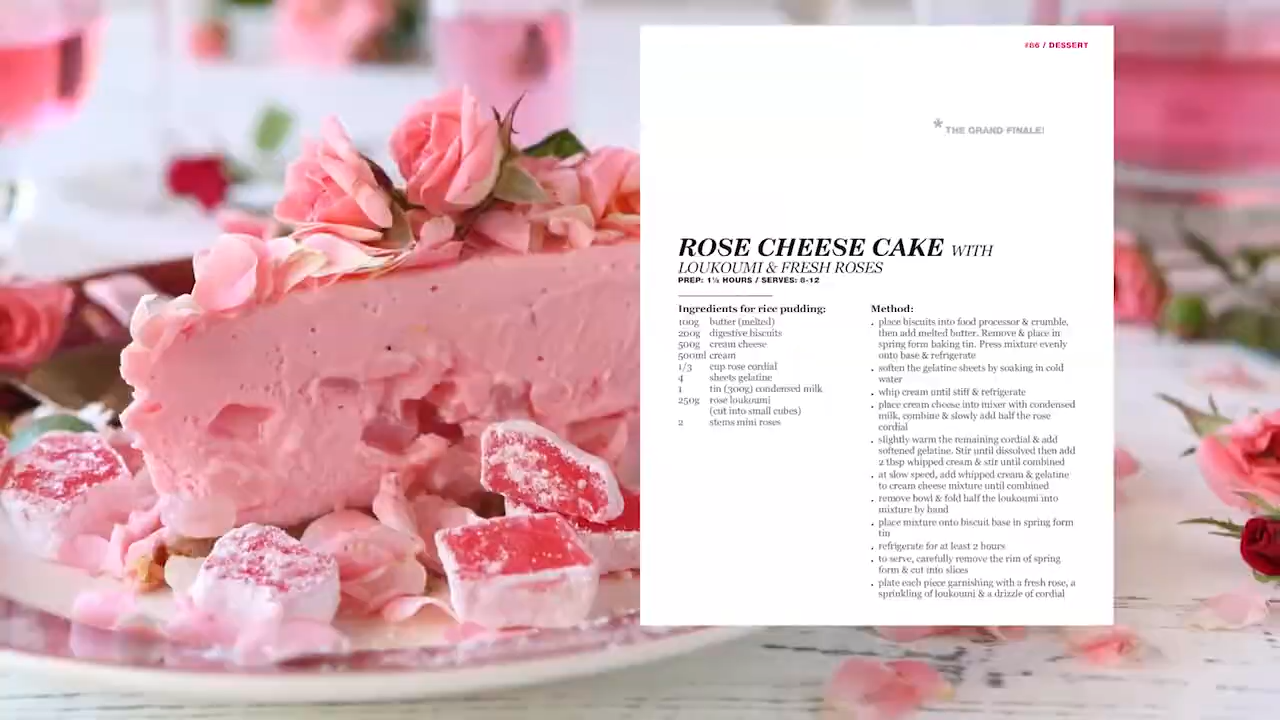 #86 / DESSERT
* THE GRAND FINALE!
ROSE CHEESE CAKE WITH
LOUKOUMI & FRESH ROSES
PREP: 1½ HOURS / SERVES: 8-12
Ingredients for rice pudding:
100g butter (melted)
200g digestive biscuits
500g cream cheese
500ml cream
1/3 cup rose cordial
4 sheets gelatine
1 tin (300g) condensed milk
250g rose loukoumi
(cut into small cubes)
2 stems mini roses
Method:
. place biscuits into food processor & crumble,
then add melted butter. Remove & place in
spring form baking tin. Press mixture evenly
onto base & refrigerate
. soften the gelatine sheets by soaking in cold
water
. whip cream until stiff & refrigerate
. place cream cheese into mixer with condensed
milk, combine & slowly add half the rose
cordial
. slightly warm the remaining cordial & add
softened gelatine. Stir until dissolved then add
2 tbsp whipped cream & stir until combined
. at slow speed, add whipped cream & gelatine
to cream cheese mixture until combined
. remove bowl & fold half the loukoumi into
mixture by hand
. place mixture onto biscuit base in spring form
tin
. refrigerate for at least 2 hours
. to serve, carefully remove the rim of spring
form & cut into slices
. plate each piece garnishing with a fresh rose, a
sprinkling of loukoumi & a drizzle of cordial